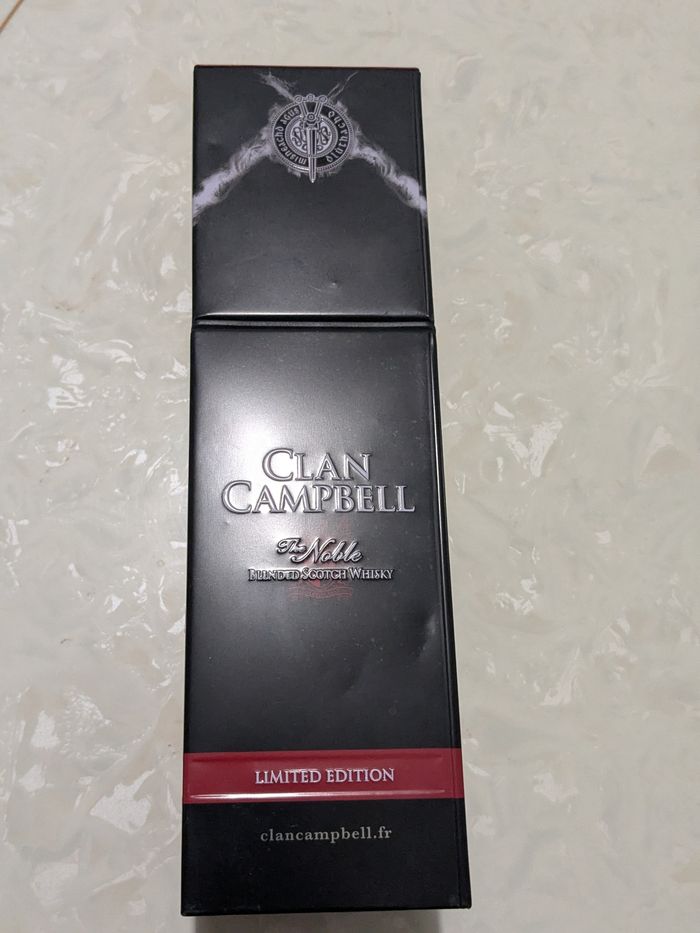 CLAN
CAMPBELL
The Noble
BLENDED SCOTCH WHISKY
LIMITED EDITION
clancampbell.fr